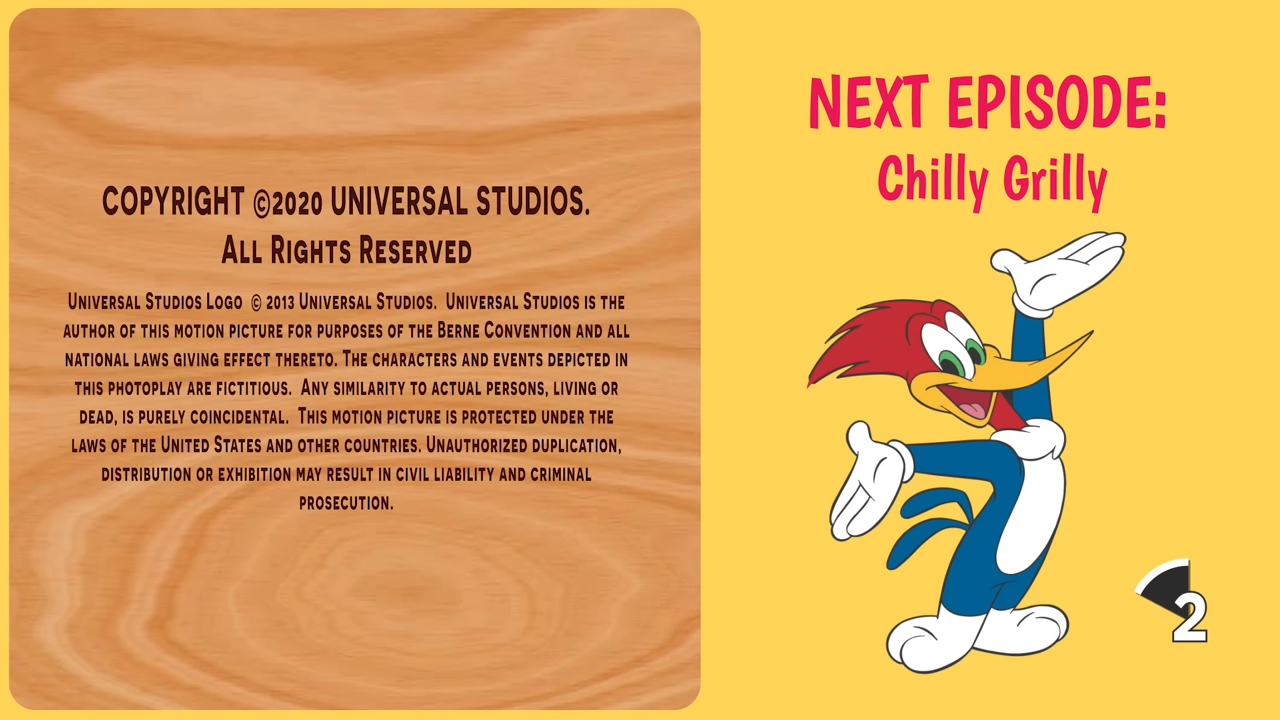 COPYRIGHT ©2020 UNIVERSAL STUDIOS.
ALL RIGHTS RESERVED
UNIVERSAL STUDIOS LOGO © 2013 UNIVERSAL STUDIOS. UNIVERSAL STUDIOS IS THE
AUTHOR OF THIS MOTION PICTURE FOR PURPOSES OF THE BERNE CONVENTION AND ALL
NATIONAL LAWS GIVING EFFECT THERETO. THE CHARACTERS AND EVENTS DEPICTED IN
THIS PHOTOPLAY ARE FICTITIOUS. ANY SIMILARITY TO ACTUAL PERSONS, LIVING OR
DEAD, IS PURELY COINCIDENTAL. THIS MOTION PICTURE IS PROTECTED UNDER THE
LAWS OF THE UNITED STATES AND OTHER COUNTRIES. UNAUTHORIZED DUPLICATION,
DISTRIBUTION OR EXHIBITION MAY RESULT IN CIVIL LIABILITY AND CRIMINAL
PROSECUTION.
NEXT EPISODE:
Chilly Grilly
2